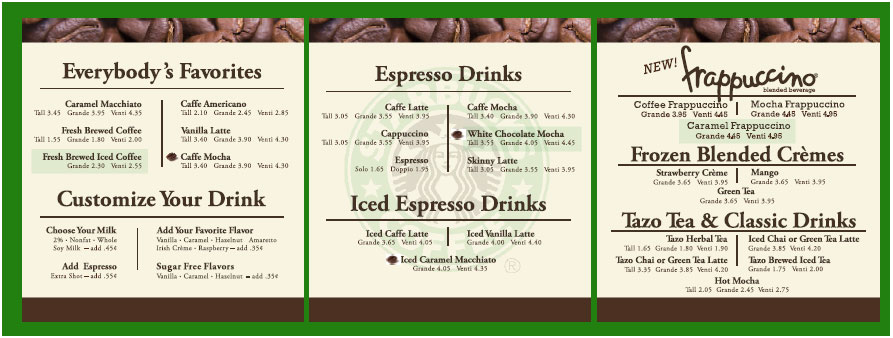 Everybody's Favorites
Caramel Macchiato
Tall 3.45 Grande 3.95 Venti 4.35
Fresh Brewed Coffee
Tall 1.55 Grande 1.80 Venti 2.00
Fresh Brewed Iced Coffee
Grande 2.30 Venti 2.55
Caffe Americano
Tall 2.10 Grande 2.45 Venti 2.85
Vanilla Latte
Tall 3.40 Grande 3.90 Venti 4.30
Caffe Mocha
Tall 3.40 Grande 3.90 Venti 4.30
Customize Your Drink
Choose Your Milk
2% • Nonfat • Whole
Soy Milk — add .45¢
Add Espresso
Extra Shot — add .55¢
Add Your Favorite Flavor
Vanilla • Caramel • Hazelnut Amaretto
Irish Crème • Raspberry — add .35¢
Sugar Free Flavors
Vanilla • Caramel • Hazelnut — add .35¢
Espresso Drinks
Caffe Latte
Tall 3.05 Grande 3.55 Venti 3.95
Cappuccino
Tall 3.05 Grande 3.55 Venti 3.95
Espresso
Solo 1.65 Doppio 1.95
Caffe Mocha
Tall 3.40 Grande 3.90 Venti 4.30
White Chocolate Mocha
Tall 3.55 Grande 4.05 Venti 4.45
Skinny Latte
Tall 3.05 Grande 3.55 Venti 3.95
Iced Espresso Drinks
Iced Caffe Latte
Grande 3.65 Venti 4.05
Iced Vanilla Latte
Grande 4.00 Venti 4.40
Iced Caramel Macchiato
Grande 4.05 Venti 4.35
®
NEW! frappuccino®
blended beverage
Coffee Frappuccino
Grande 3.95 Venti 4.45
Mocha Frappuccino
Grande 4.45 Venti 4.95
Caramel Frappuccino
Grande 4.45 Venti 4.95
Frozen Blended Crèmes
Strawberry Crème
Grande 3.65 Venti 3.95
Mango
Grande 3.65 Venti 3.95
Green Tea
Grande 3.65 Venti 3.95
Tazo Tea & Classic Drinks
Tazo Herbal Tea
Tall 1.65 Grande 1.80 Venti 1.90
Tazo Chai or Green Tea Latte
Tall 3.35 Grande 3.85 Venti 4.20
Iced Chai or Green Tea Latte
Grande 3.85 Venti 4.20
Tazo Brewed Iced Tea
Grande 1.75 Venti 2.00
Hot Mocha
Tall 2.05 Grande 2.45 Venti 2.75